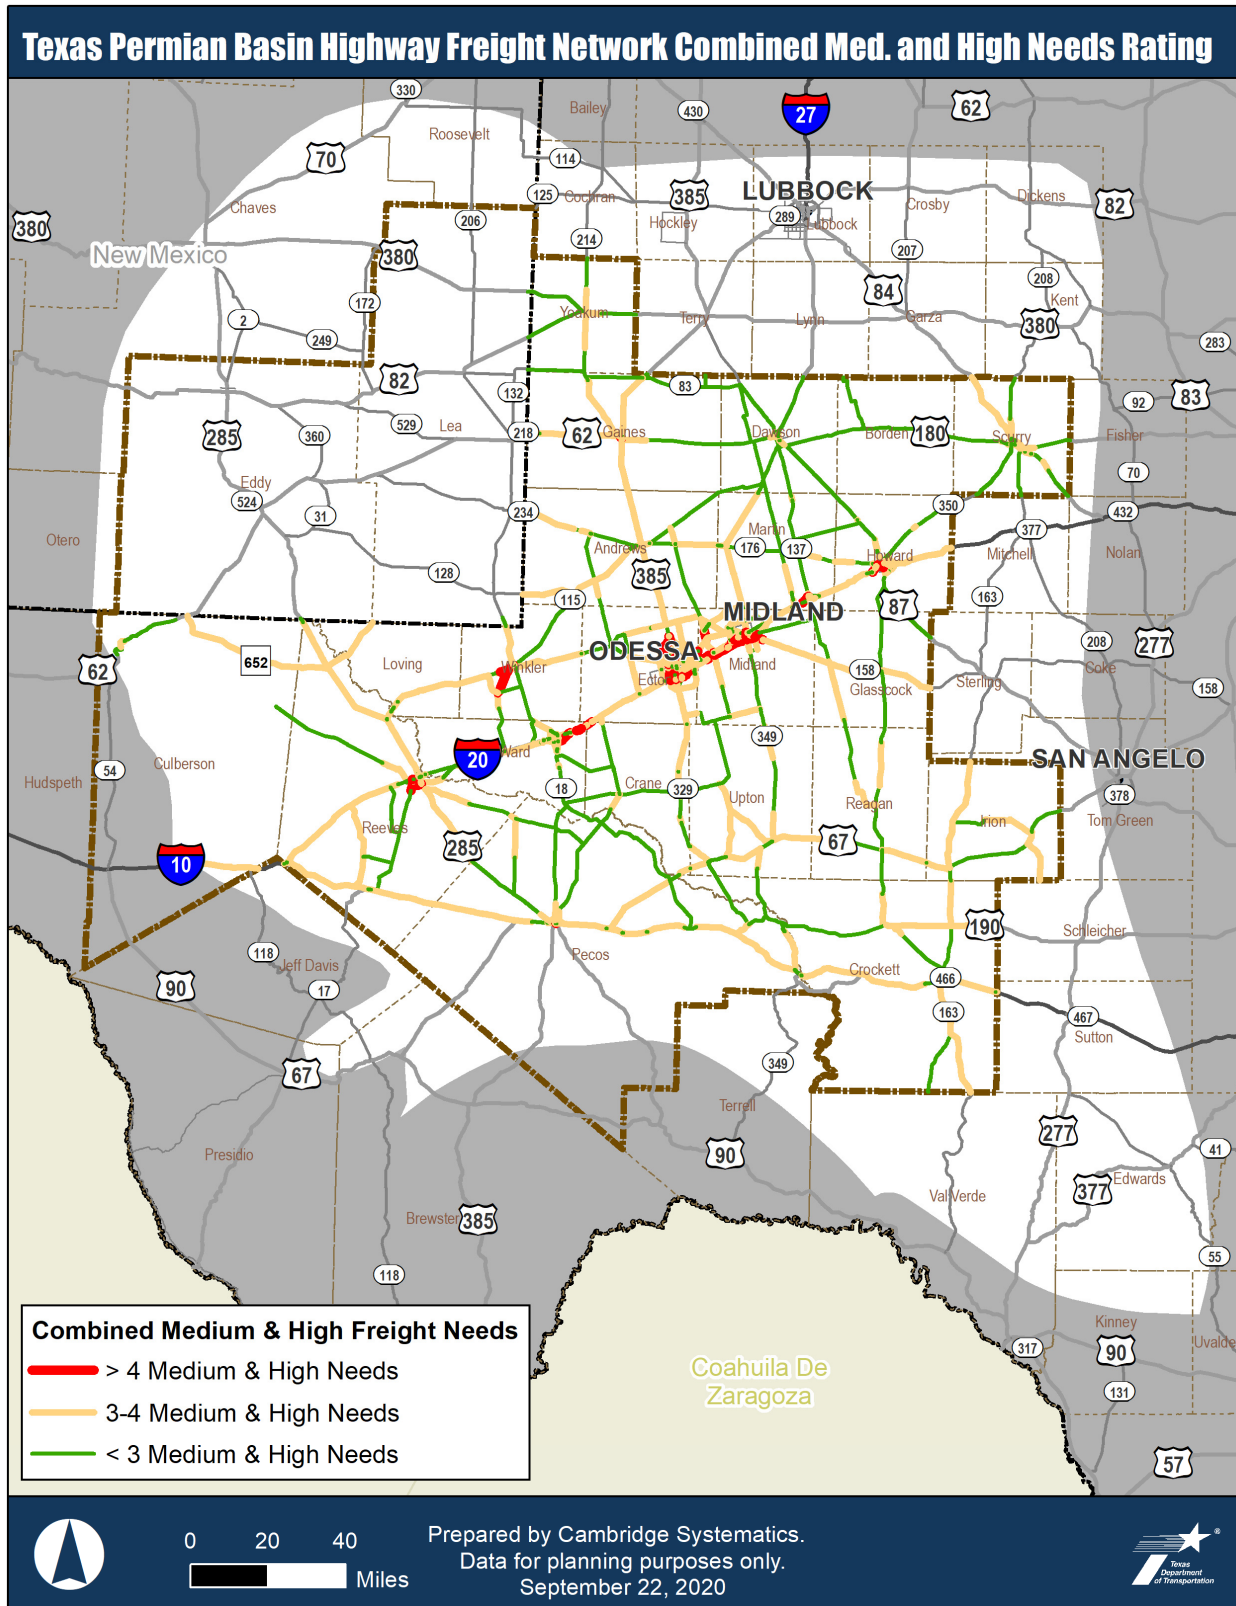 Texas Permian Basin Highway Freight Network Combined Med. and High Needs Rating
330
Bailey
430
27
62
Roosevelt
70
114
125
Cochran
385
LUBBOCK
Dickens
82
Chaves
206
Hockley
289
Lubbock
Crosby
380
New Mexico
380
214
207
208
172
84
Kent
2
Yoakum
Terry
Lynn
Garza
380
249
283
82
132
83
92
83
285
360
529
Lea
218
62
Gaines
Dawson
Borden
180
Scurry
Fisher
70
Eddy
524
31
234
350
432
Otero
Andrews
176
Martin
137
Howard
377
Mitchell
Nolan
128
385
115
163
87
MIDLAND
208
277
62
652
Loving
Winkler
ODESSA
Ector
Midland
158
Glasscock
Sterling
Coke
158
349
Culberson
20
Ward
SAN ANGELO
Hudspeth
54
18
Crane
329
Upton
Reagan
378
Tom Green
Reeves
285
67
Irion
10
190
Schleicher
118
Jeff Davis
Pecos
Crockett
466
90
17
163
467
Sutton
67
349
Terrell
277
Presidio
90
41
377
Edwards
Val Verde
Brewster
385
55
118
Combined Medium & High Freight Needs
> 4 Medium & High Needs
3-4 Medium & High Needs
< 3 Medium & High Needs
Coahuila De
Zaragoza
Kinney
317
90
Uvalde
131
57
0 20 40
Miles
Prepared by Cambridge Systematics.
Data for planning purposes only.
September 22, 2020
®
Texas
Department
of Transportation